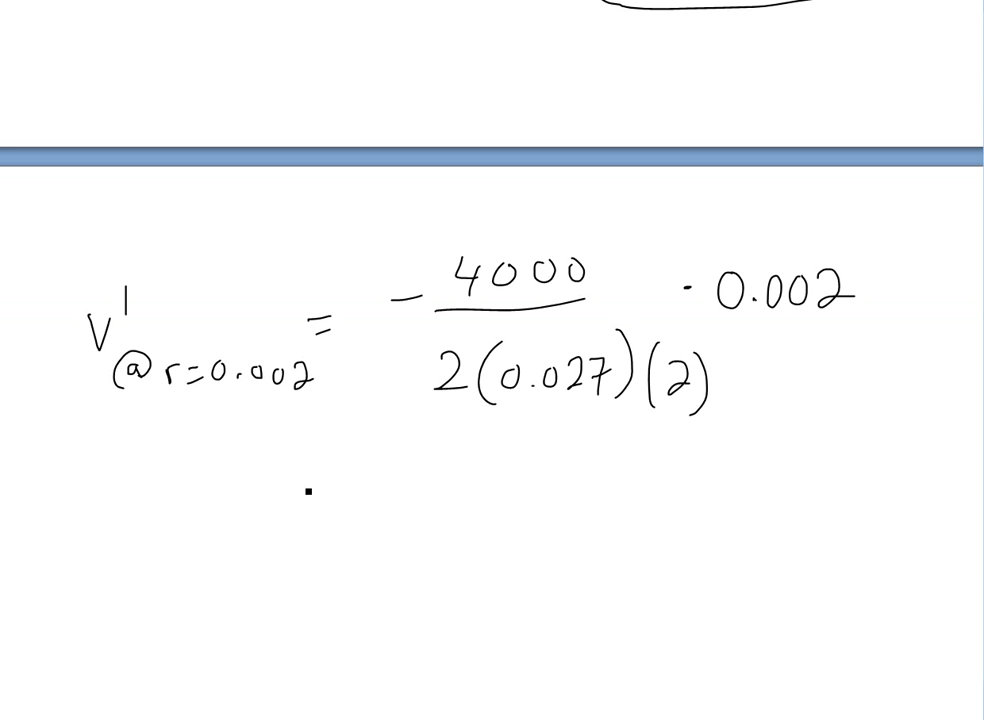 v'@ r=0.002 = - 4000 / 2(0.027)(2) · 0.002